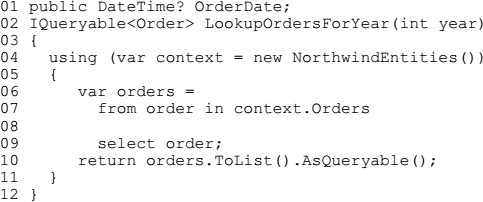 01 public DateTime? OrderDate;
02 IQueryable<Order> LookupOrdersForYear(int year)
03 {
04   using (var context = new NorthwindEntities())
05   {
06      var orders =
07        from order in context.Orders
08
09        select order;
10      return orders.ToList().AsQueryable();
11   }
12 }